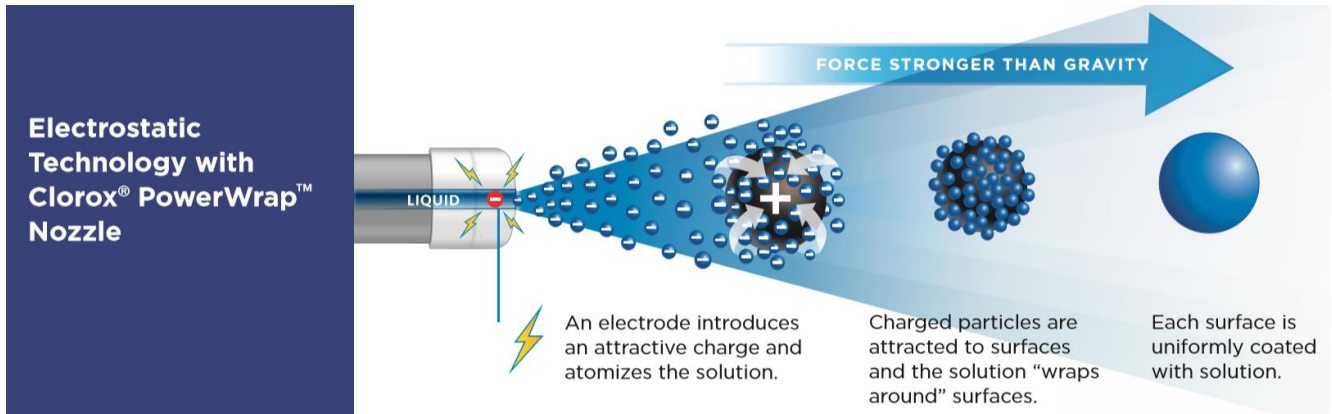 Electrostatic
Technology with
Clorox® PowerWrap™
Nozzle
LIQUID
FORCE STRONGER THAN GRAVITY
An electrode introduces
an attractive charge and
atomizes the solution.
Charged particles are
attracted to surfaces
and the solution “wraps
around” surfaces.
Each surface is
uniformly coated
with solution.